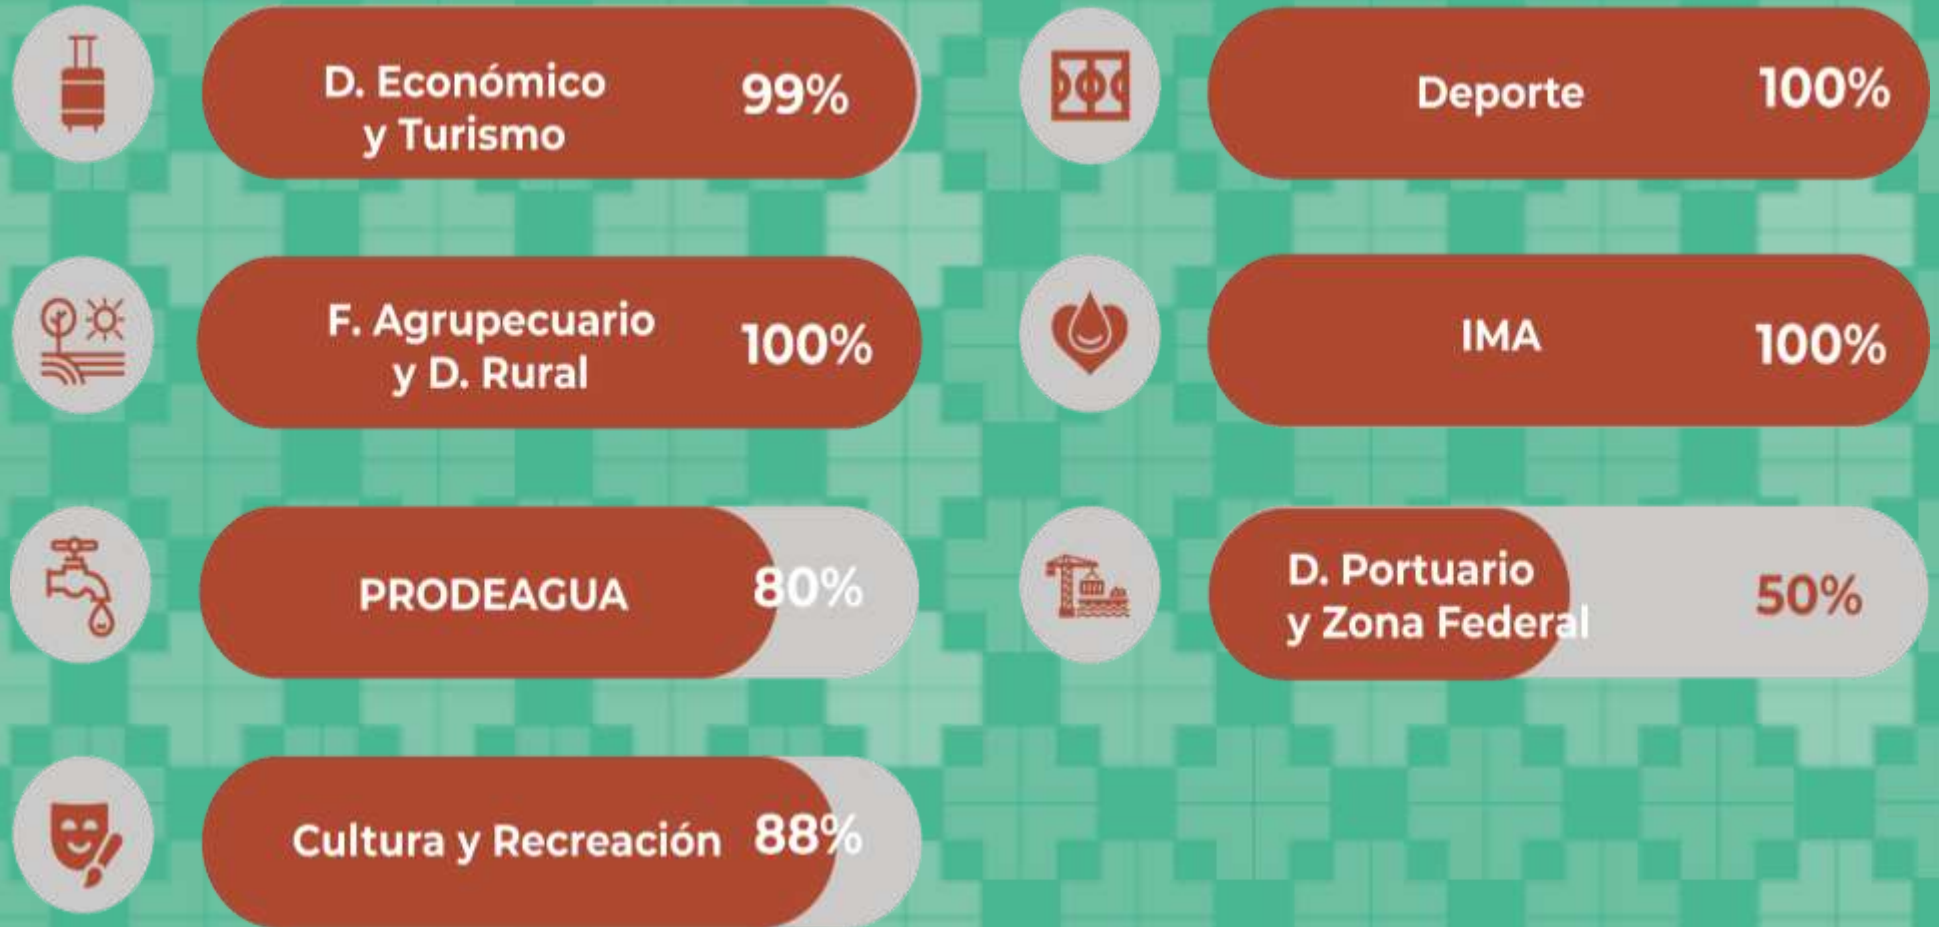 D. Económico
y Turismo
99%
F. Agrupecuario
y D. Rural
100%
PRODEAGUA
80%
Cultura y Recreación
88%
Deporte
100%
IMA
100%
D. Portuario
y Zona Federal
50%